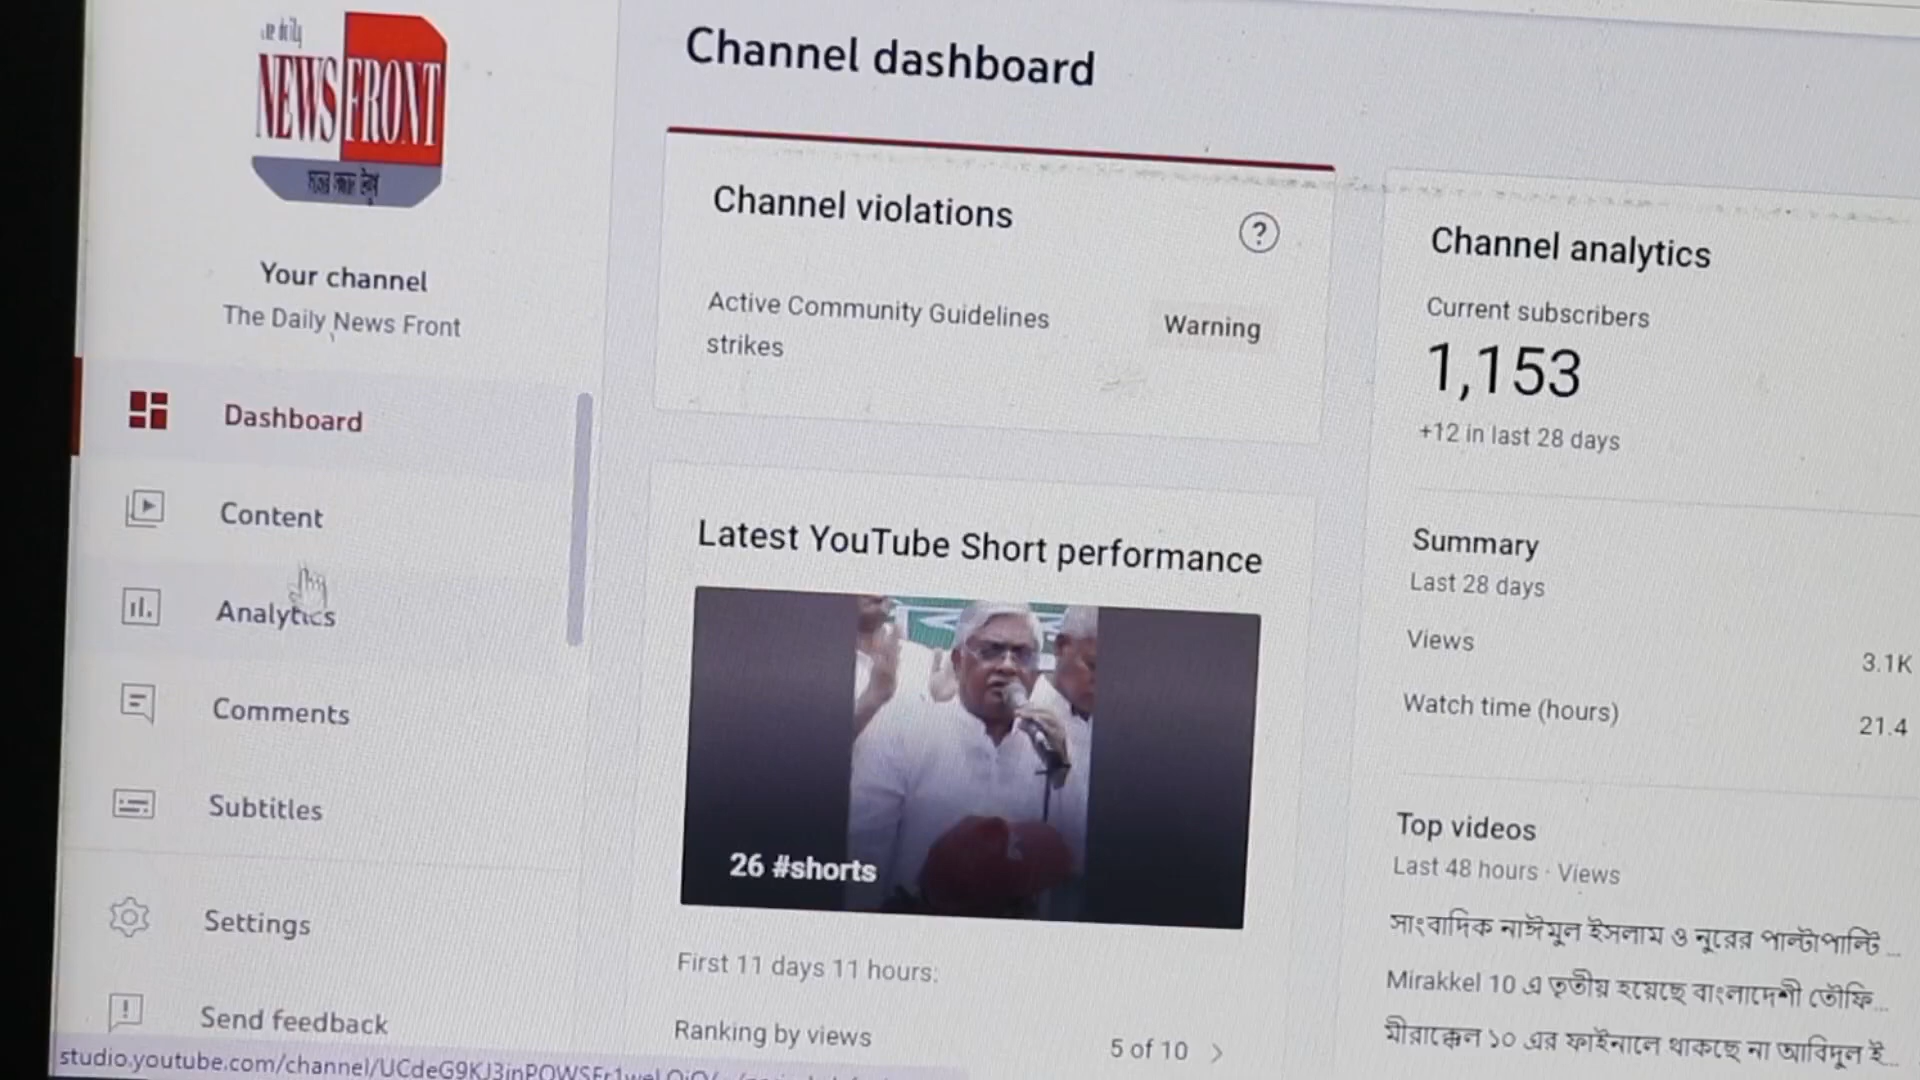 NEWS FRONT
Your channel
The Daily News Front
Dashboard
Content
Analytics
Comments
Subtitles
Settings
Send feedback
Channel dashboard
Channel violations
?
Active Community Guidelines
strikes
Warning
Latest YouTube Short performance
26 #shorts
First 11 days 11 hours:
Ranking by views
5 of 10
Channel analytics
Current subscribers
1,153
+12 in last 28 days
Summary
Last 28 days
Views
3.1K
Watch time (hours)
21.4
Top videos
Last 48 hours · Views
সাংবাদিক নাঈমুল ইসলাম ও নুরের পাল্টাপাল্টি ...
Mirakkel 10 এ তৃতীয় হয়েছে বাংলাদেশী তৌফি...
মীরাক্কেল ১০ এর ফাইনালে থাকছে না আবিদুল ই...